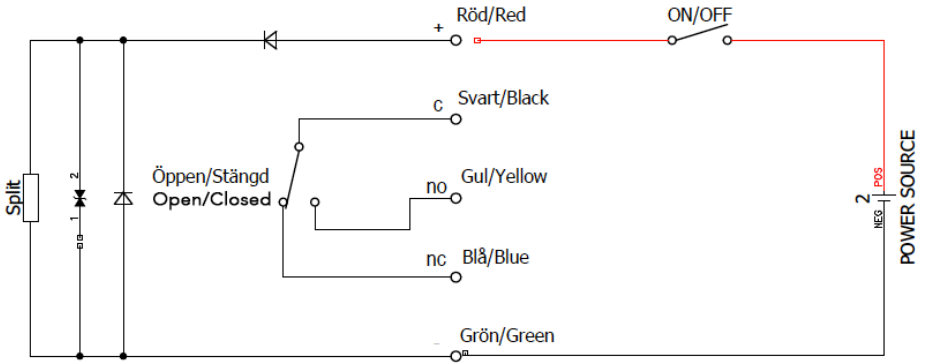 Röd/Red
ON/OFF
+
c
Svart/Black
2
1
Split
Öppen/Stängd
Open/Closed
no
Gul/Yellow
nc
Blå/Blue
2
POS
NEG
POWER SOURCE
-
Grön/Green